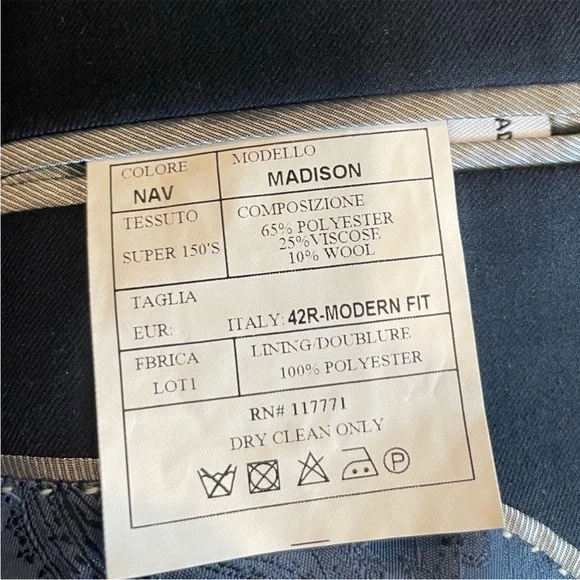 COLORE
NAV
MODELLO
MADISON
TESSUTO
SUPER 150'S
COMPOSIZIONE
65% POLYESTER
25%VISCOSE
10% WOOL
TAGLIA
EUR:
ITALY: 42R-MODERN FIT
FBRICA
LOT1
LINING/DOUBLURE
100% POLYESTER
RN# 117771
DRY CLEAN ONLY
P